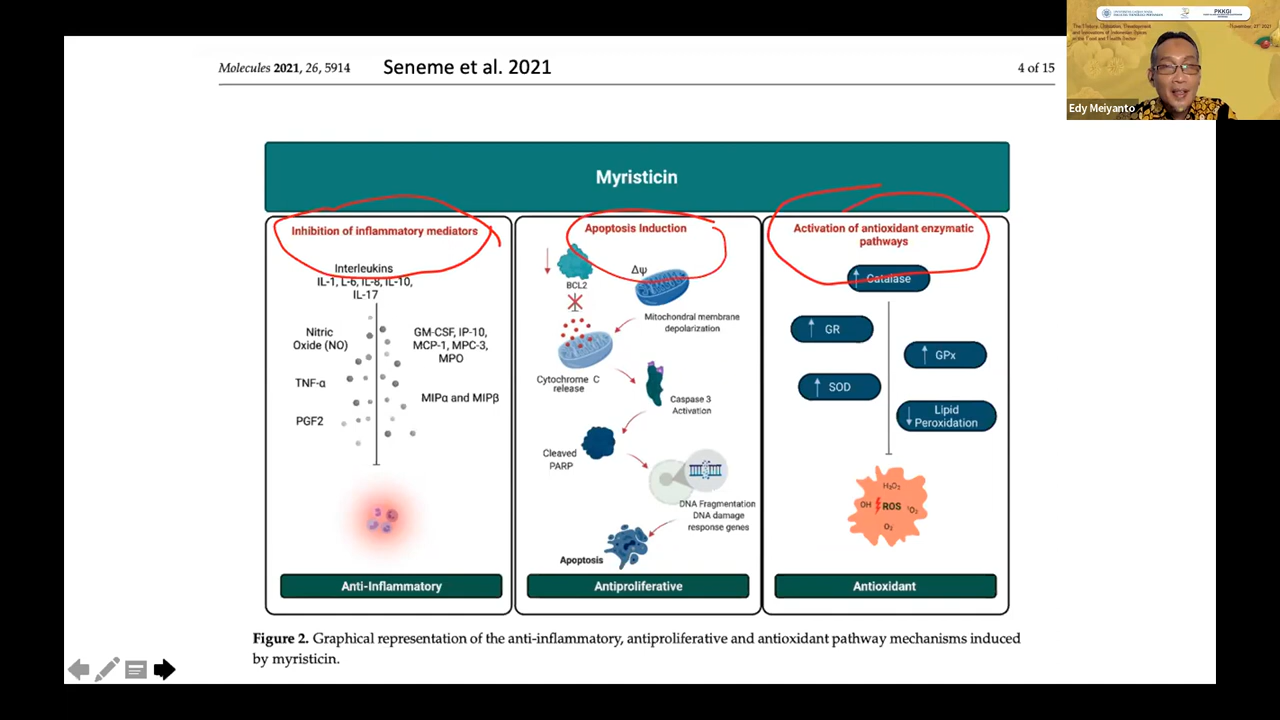 Molecules 2021, 26, 5914
Seneme et al. 2021
4 of 15
PKKGI
Edy Meiyanto
Myristicin
Inhibition of inflammatory mediators
Interleukins
IL-1, L-6, IL-8, IL-10,
IL-17
Nitric
Oxide (NO)
GM-CSF, IP-10,
MCP-1, MPC-3,
MPO
TNF-α
MIPα and MIPβ
PGF2
Anti-Inflammatory
Apoptosis Induction
BCL2
Δψ
Mitochondrial membrane
depolarization
Cytochrome C
release
Caspase 3
Activation
Cleaved
PARP
DNA Fragmentation
DNA damage
response genes
Apoptosis
Antiproliferative
Activation of antioxidant enzymatic
pathways
Catalase
GR
GPx
SOD
Lipid
Peroxidation
H₂O₂
OH
ROS
'O₂
O₂
Antioxidant
Figure 2. Graphical representation of the anti-inflammatory, antiproliferative and antioxidant pathway mechanisms induced
by myristicin.